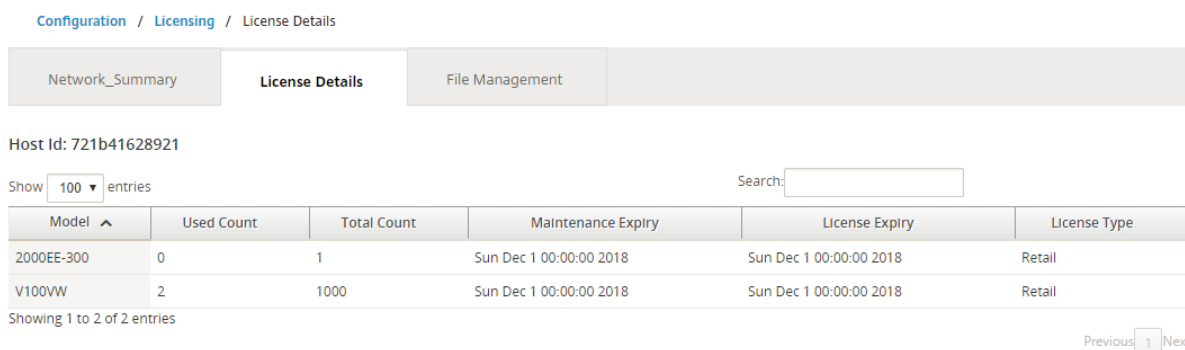 Configuration / Licensing / License Details
Network_Summary License Details File Management
Host Id: 721b41628921
Show 100 entries Search:
Model Used Count Total Count Maintenance Expiry License Expiry License Type
2000EE-300 0 1 Sun Dec 1 00:00:00 2018 Sun Dec 1 00:00:00 2018 Retail
V100VW 2 1000 Sun Dec 1 00:00:00 2018 Sun Dec 1 00:00:00 2018 Retail
Showing 1 to 2 of 2 entries
Previous 1 Nex